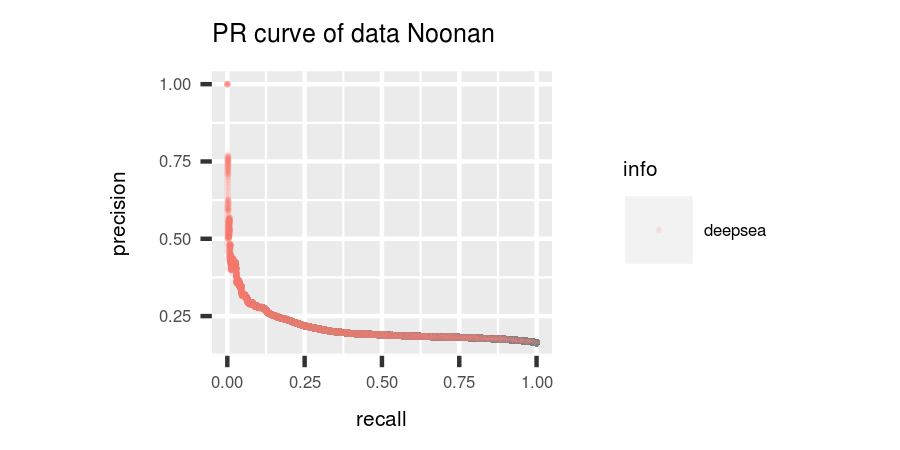 PR curve of data Noonan
precision
1.00
0.75
0.50
0.25
0.00
0.25
0.50
0.75
1.00
recall
info
deepsea